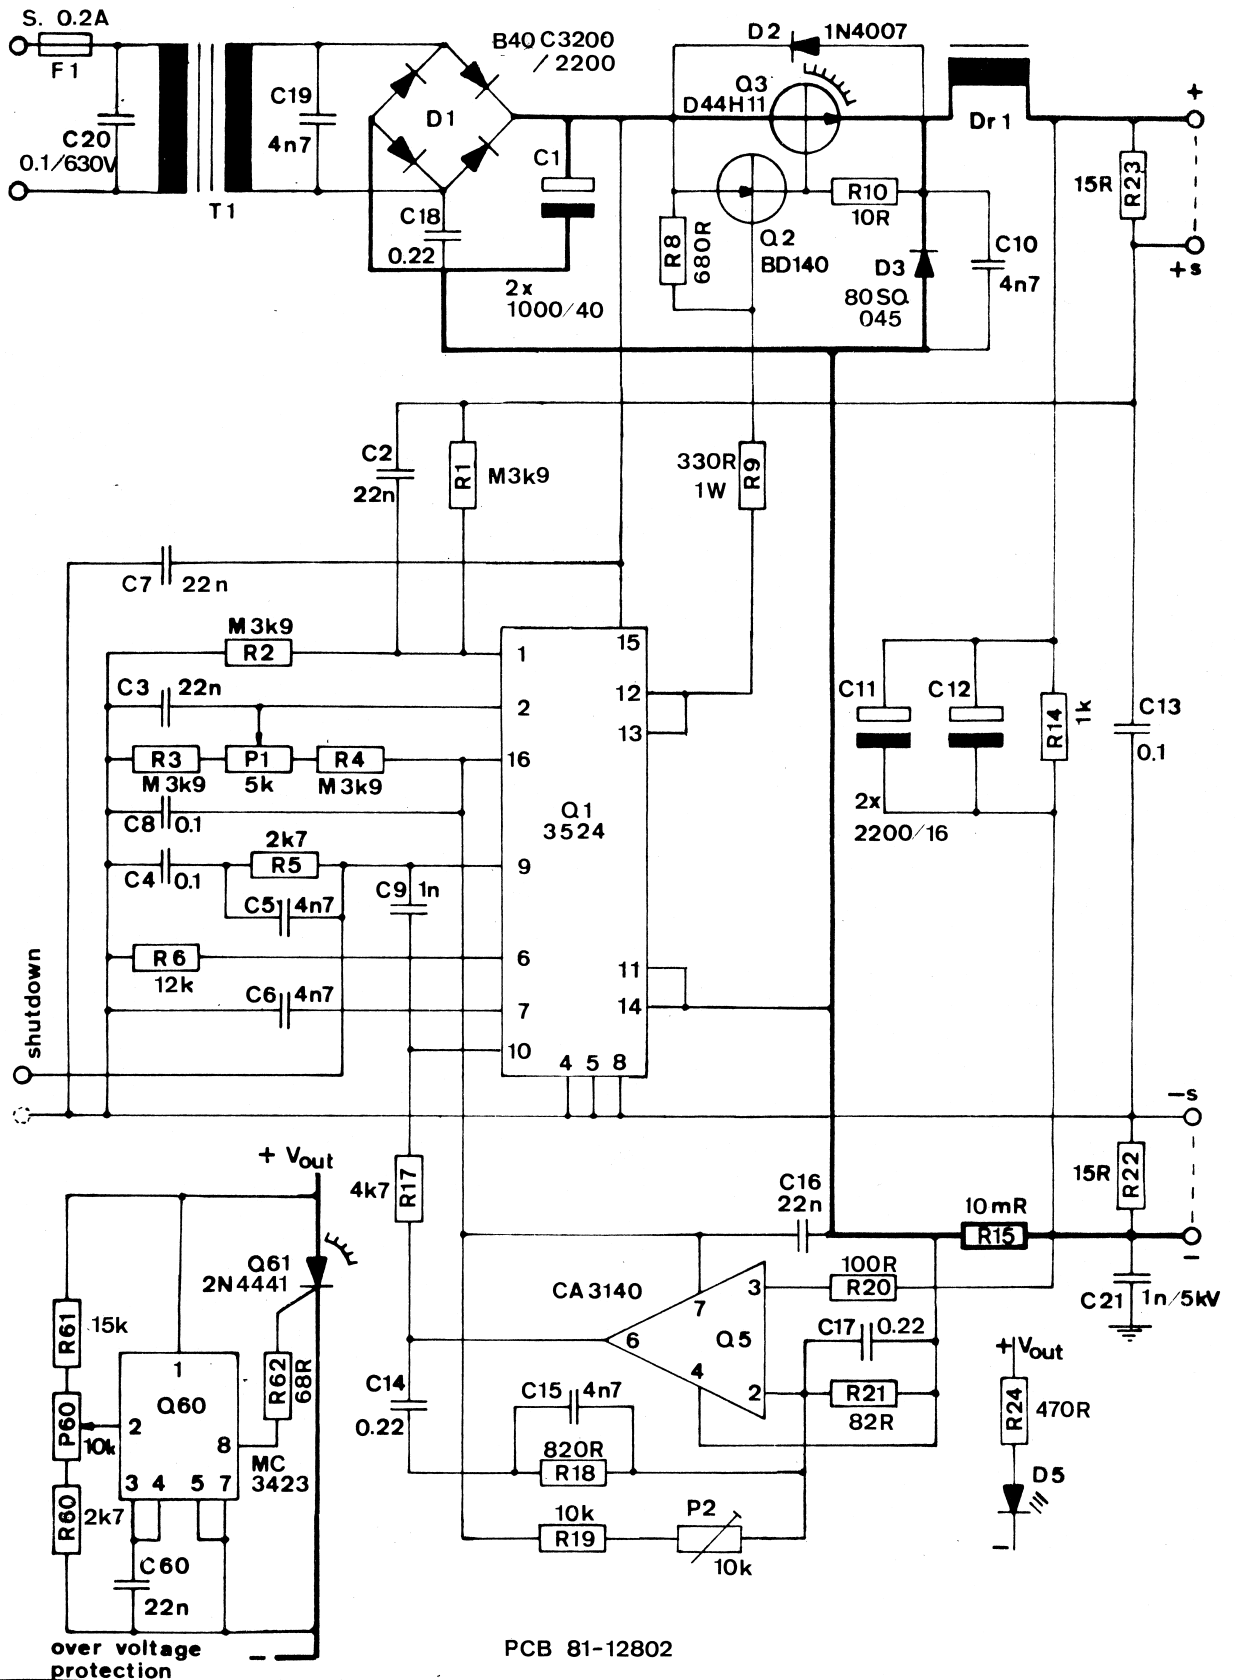 S. 0.2A
F1
C20
0.1/630V
T1
C19
4n7
B40 C3200
/ 2200
D1
C18
0.22
C1
2x
1000/40
D2
1N4007
Q3
D44H11
Dr1
R8
680R
Q2
BD140
R10
10R
D3
80SQ
045
C10
4n7
15R
R23
+
+s
C2
22n
R1
M3k9
330R
1W
R9
C7
22n
M3k9
R2
C3
22n
R3
M3k9
P1
5k
R4
M3k9
C8
0.1
2k7
R5
C4
0.1
C5
4n7
C9
1n
R6
12k
C6
4n7
shutdown
1
2
16
9
6
7
10
15
12
13
11
14
4 5 8
Q1
3524
C11
C12
2x
2200/16
R14
1k
C13
0.1
-s
15R
R22
-
+ Vout
4k7
R17
C16
22n
10mR
R15
Q61
2N4441
CA3140
100R
R20
C21
1n/5kV
R61
15k
R62
68R
Q60
1
2
8
3 4 5 7
MC
3423
P60
10k
R60
2k7
C60
22n
7
3
6
Q5
4
2
C17
0.22
R21
82R
C14
0.22
C15
4n7
820R
R18
10k
R19
P2
10k
+Vout
R24
470R
D5
-
-
over voltage
protection
PCB 81-12802